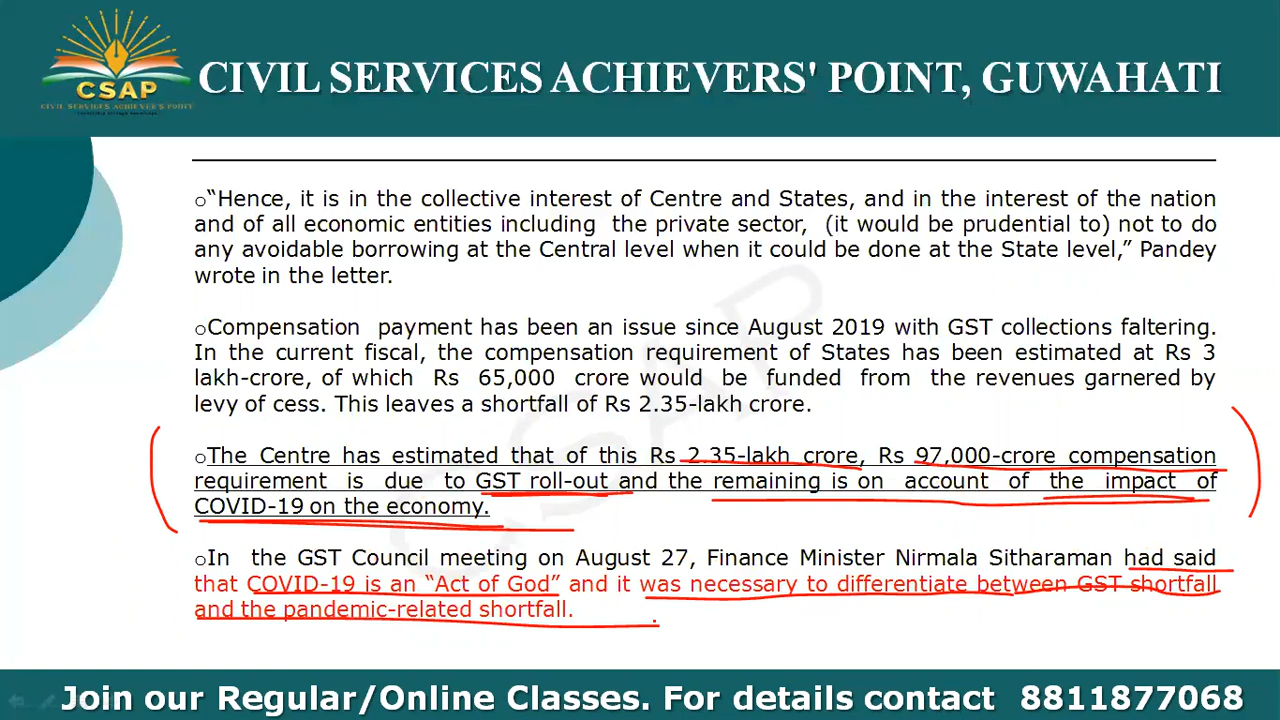 CSAP
CIVIL SERVICES ACHIEVER'S POINT
CIVIL SERVICES ACHIEVERS' POINT, GUWAHATI
o“Hence, it is in the collective interest of Centre and States, and in the interest of the nation
and of all economic entities including the private sector, (it would be prudential to) not to do
any avoidable borrowing at the Central level when it could be done at the State level,” Pandey
wrote in the letter.
oCompensation payment has been an issue since August 2019 with GST collections faltering.
In the current fiscal, the compensation requirement of States has been estimated at Rs 3
lakh-crore, of which Rs 65,000 crore would be funded from the revenues garnered by
levy of cess. This leaves a shortfall of Rs 2.35-lakh crore.
oThe Centre has estimated that of this Rs 2.35-lakh crore, Rs 97,000-crore compensation
requirement is due to GST roll-out and the remaining is on account of the impact of
COVID-19 on the economy.
oIn the GST Council meeting on August 27, Finance Minister Nirmala Sitharaman had said
that COVID-19 is an “Act of God” and it was necessary to differentiate between GST shortfall
and the pandemic-related shortfall.
CSAP
Join our Regular/Online Classes. For details contact 8811877068